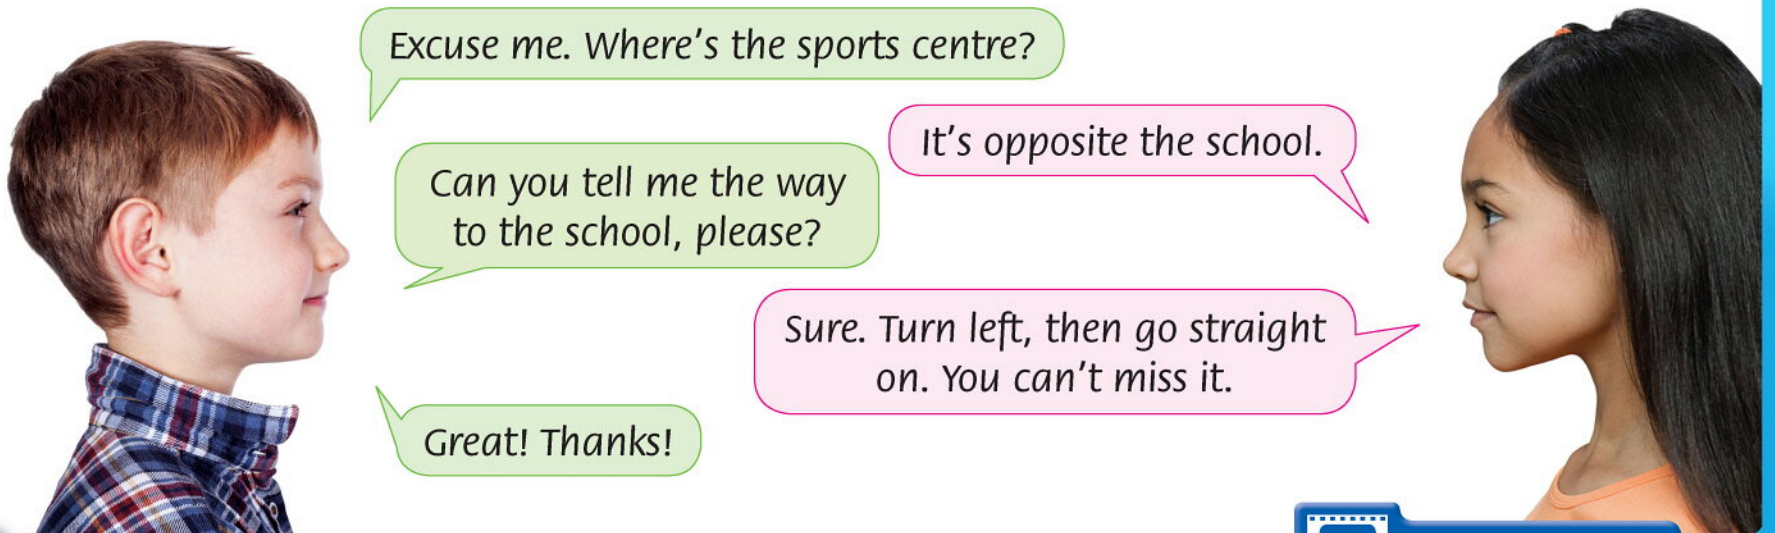 Excuse me. Where's the sports centre?
It's opposite the school.
Can you tell me the way
to the school, please?
Sure. Turn left, then go straight
on. You can't miss it.
Great! Thanks!